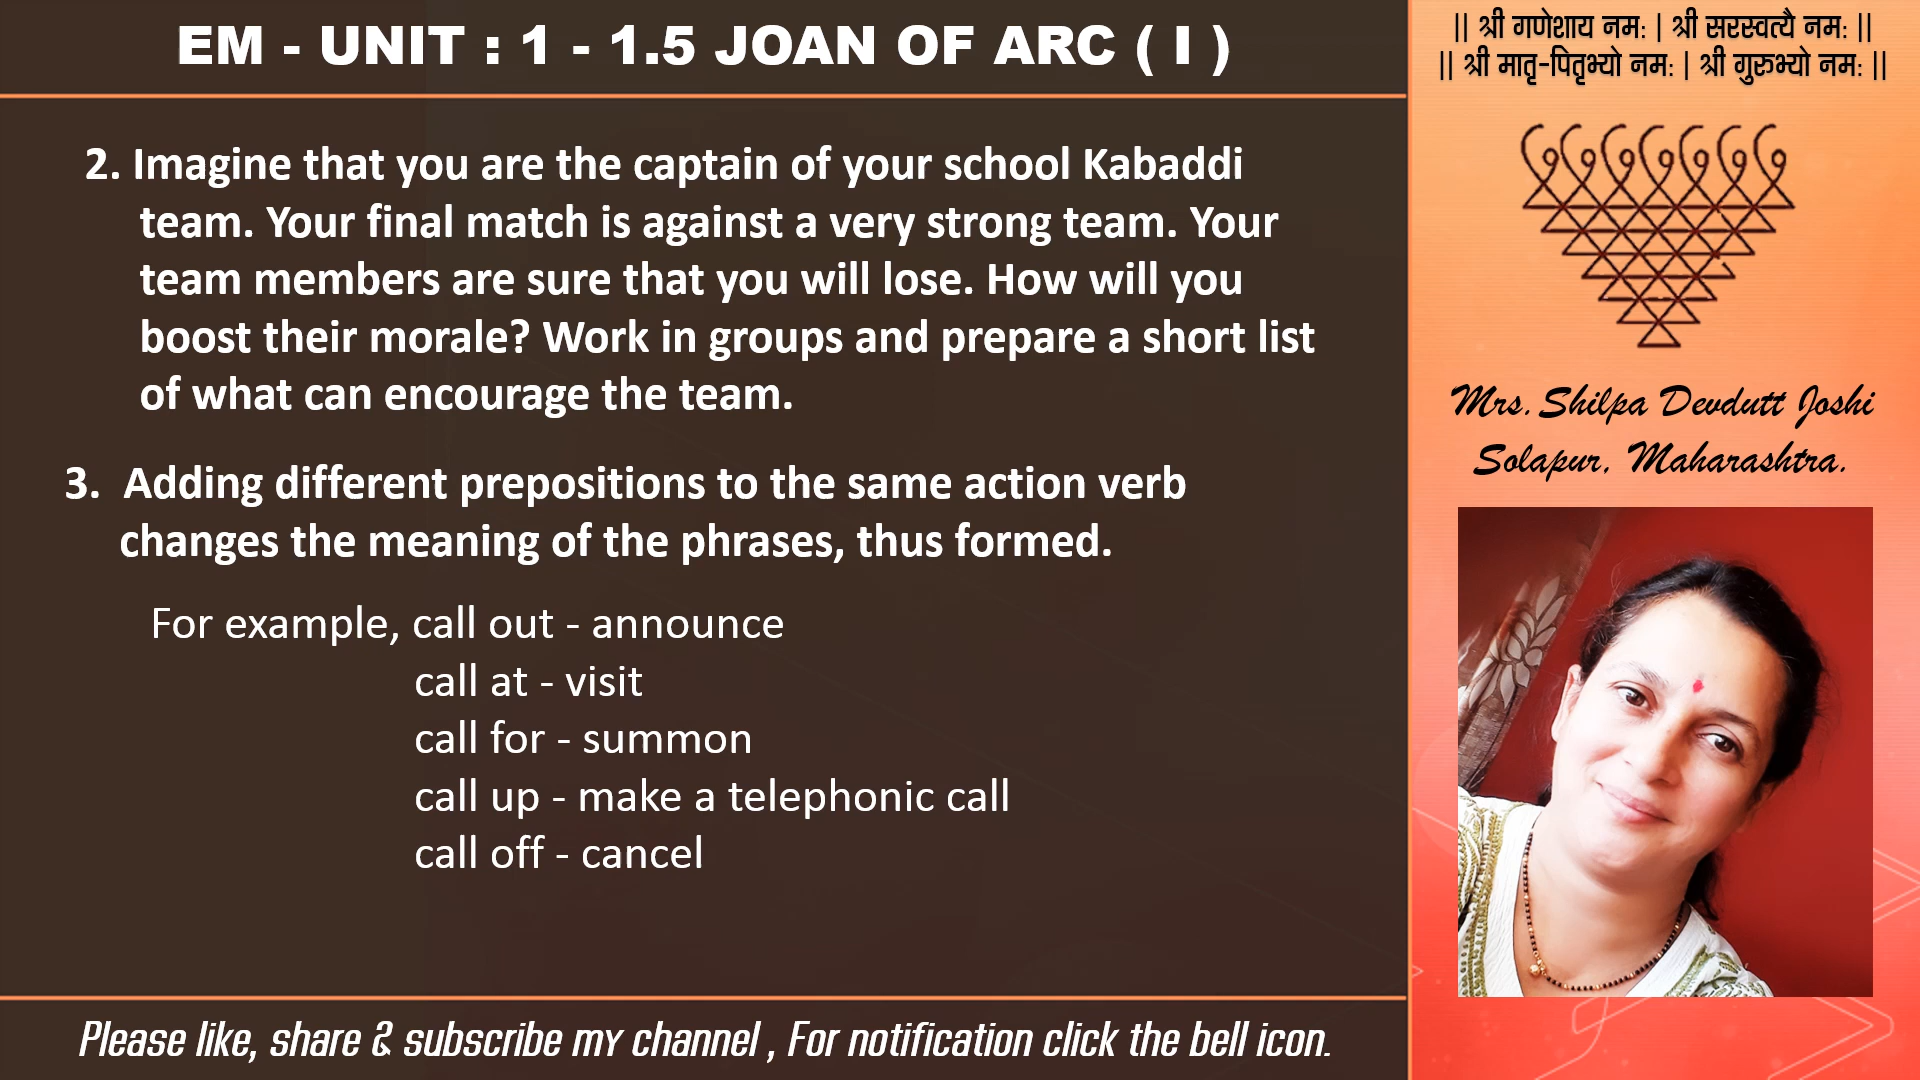 EM - UNIT : 1 - 1.5 JOAN OF ARC ( I )
2. Imagine that you are the captain of your school Kabaddi
team. Your final match is against a very strong team. Your
team members are sure that you will lose. How will you
boost their morale? Work in groups and prepare a short list
of what can encourage the team.
3. Adding different prepositions to the same action verb
changes the meaning of the phrases, thus formed.
For example, call out - announce
call at - visit
call for - summon
call up - make a telephonic call
call off - cancel
Please like, share & subscribe my channel , For notification click the bell icon.
|| श्री गणेशाय नमः | श्री सरस्वत्यै नमः ||
|| श्री मातृ-पितृभ्यो नमः | श्री गुरुभ्यो नमः ||
Mrs. Shilpa Devdutt Joshi
Solapur, Maharashtra.